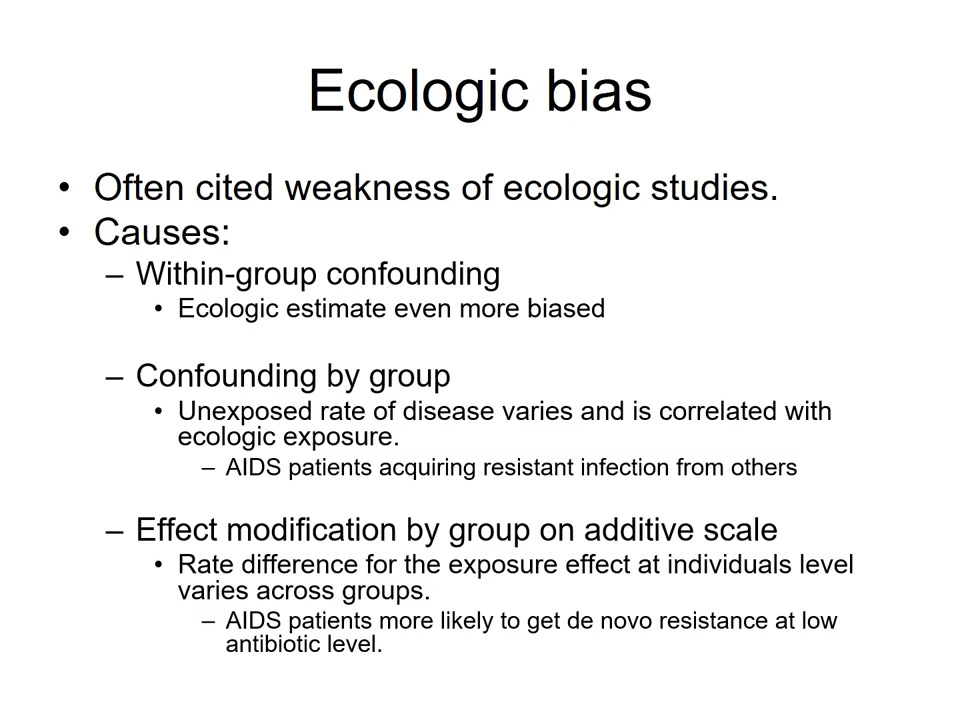 Ecologic bias
• Often cited weakness of ecologic studies.
• Causes:
– Within-group confounding
• Ecologic estimate even more biased
– Confounding by group
• Unexposed rate of disease varies and is correlated with
ecologic exposure.
– AIDS patients acquiring resistant infection from others
– Effect modification by group on additive scale
• Rate difference for the exposure effect at individuals level
varies across groups.
– AIDS patients more likely to get de novo resistance at low
antibiotic level.